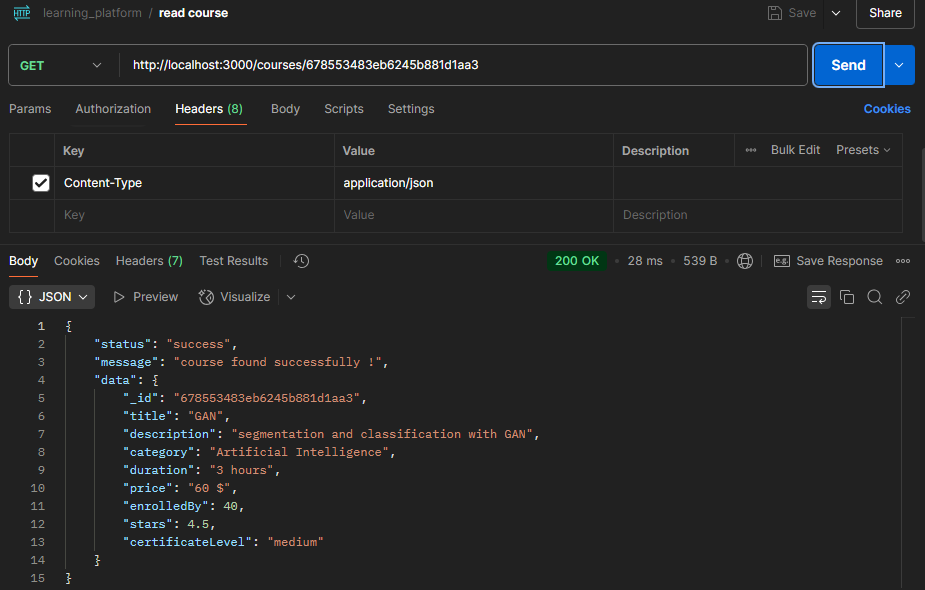 HTTP learning_platform / read course Save Share
GET http://localhost:3000/courses/678553483eb6245b881d1aa3 Send
Params Authorization Headers (8) Body Scripts Settings Cookies
Key Value Description Bulk Edit Presets
Content-Type application/json
Key Value Description
Body Cookies Headers (7) Test Results 200 OK 28 ms 539 B e.g. Save Response
{} JSON Preview Visualize
1 {
2 "status": "success",
3 "message": "course found successfully !",
4 "data": {
5 "_id": "678553483eb6245b881d1aa3",
6 "title": "GAN",
7 "description": "segmentation and classification with GAN",
8 "category": "Artificial Intelligence",
9 "duration": "3 hours",
10 "price": "60 $",
11 "enrolledBy": 40,
12 "stars": 4.5,
13 "certificateLevel": "medium"
14 }
15 }